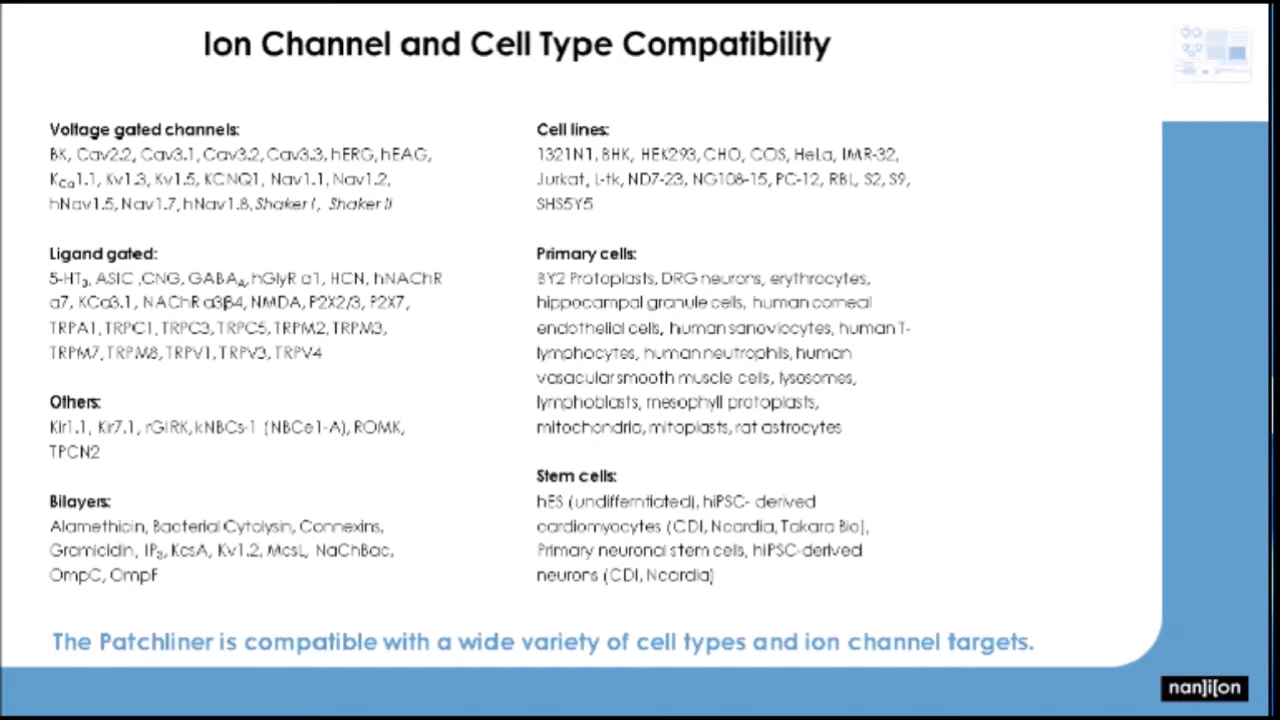 Ion Channel and Cell Type Compatibility
Voltage gated channels:
BK, Cav2.2, Cav3.1, Cav3.2, Cav3.3, hERG, hEAG,
KCa1.1, Kv1.3, Kv1.5, KCNQ1, Nav1.1, Nav1.2,
hNav1.5, Nav1.7, hNav1.8, Shaker I, Shaker II
Ligand gated:
5-HT3, ASIC ,CNG, GABAA, hGlyR α1, HCN, hNAChR
α7, KCa3.1, NAChR α3β4, NMDA, P2X2/3, P2X7,
TRPA1, TRPC1, TRPC3, TRPC5, TRPM2, TRPM3,
TRPM7, TRPM8, TRPV1, TRPV3, TRPV4
Others:
Kir1.1, Kir7.1, rGIRK, kNBCs-1 (NBCe1-A), ROMK,
TPCN2
Bilayers:
Alamethicin, Bacterial Cytolysin, Connexins,
Gramicidin, IP3, KcsA, Kv1.2, McsL, NaChBac,
OmpC, OmpF
Cell lines:
1321N1, BHK, HEK293, CHO, COS, HeLa, IMR-32,
Jurkat, L-tk, ND7-23, NG108-15, PC-12, RBL, S2, S9,
SHS5Y5
Primary cells:
BY2 Protoplasts, DRG neurons, erythrocytes,
hippocampal granule cells, human corneal
endothelial cells, human sanoviocytes, human T-
lymphocytes, human neutrophils, human
vasacular smooth muscle cells, lysosomes,
lymphoblasts, mesophyll protoplasts,
mitochondria, mitoplasts, rat astrocytes
Stem cells:
hES (undifferntiated), hiPSC- derived
cardiomyocytes (CDI, Ncardia, Takara Bio),
Primary neuronal stem cells, hiPSC-derived
neurons (CDI, Ncardia)
The Patchliner is compatible with a wide variety of cell types and ion channel targets.
nan]i[on